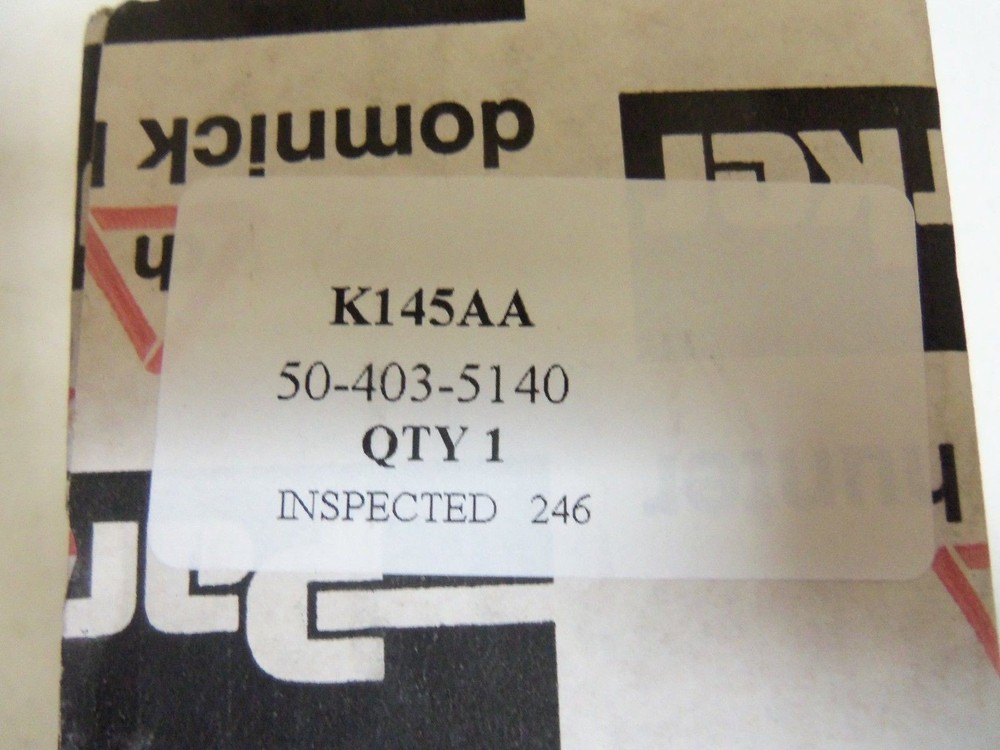 domnick
K145AA
50-403-5140
QTY 1
INSPECTED 246